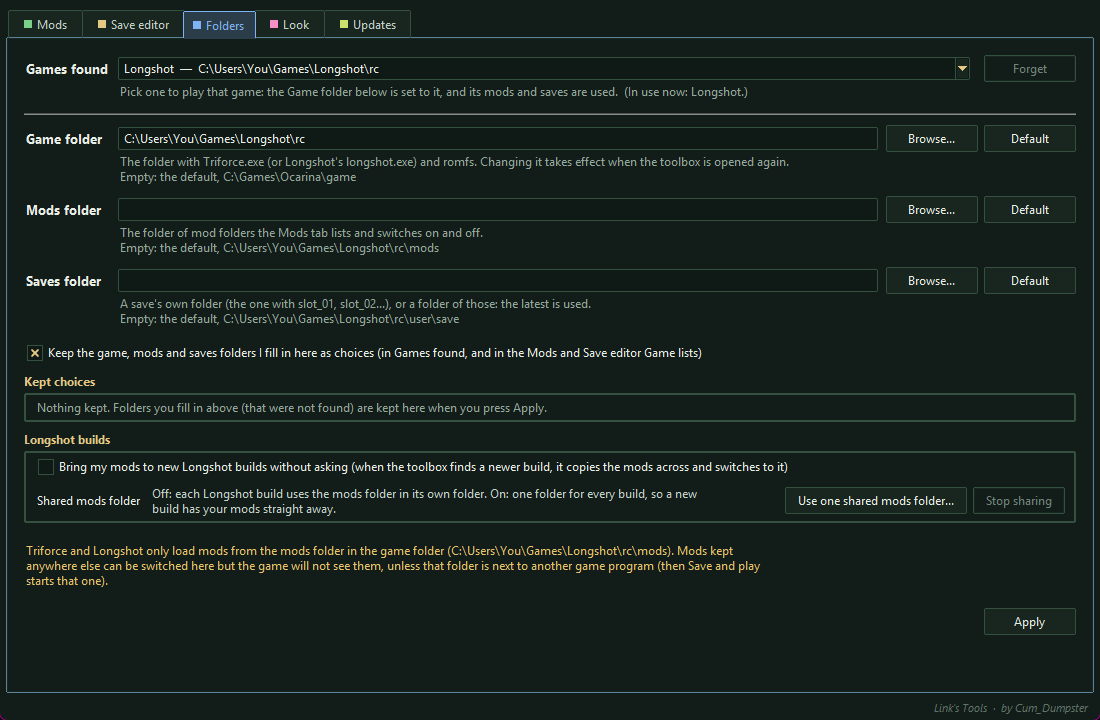 Mods
Save editor
Folders
Look
Updates
Games found
Longshot — C:\Users\You\Games\Longshot\rc
Forget
Pick one to play that game: the Game folder below is set to it, and its mods and saves are used. (In use now: Longshot.)
Game folder
C:\Users\You\Games\Longshot\rc
Browse...
Default
The folder with Triforce.exe (or Longshot's longshot.exe) and romfs. Changing it takes effect when the toolbox is opened again.
Empty: the default, C:\Games\Ocarina\game
Mods folder
Browse...
Default
The folder of mod folders the Mods tab lists and switches on and off.
Empty: the default, C:\Users\You\Games\Longshot\rc\mods
Saves folder
Browse...
Default
A save's own folder (the one with slot_01, slot_02...), or a folder of those: the latest is used.
Empty: the default, C:\Users\You\Games\Longshot\rc\user\save
Keep the game, mods and saves folders I fill in here as choices (in Games found, and in the Mods and Save editor Game lists)
Kept choices
Nothing kept. Folders you fill in above (that were not found) are kept here when you press Apply.
Longshot builds
Bring my mods to new Longshot builds without asking (when the toolbox finds a newer build, it copies the mods across and switches to it)
Shared mods folder
Off: each Longshot build uses the mods folder in its own folder. On: one folder for every build, so a new
build has your mods straight away.
Use one shared mods folder...
Stop sharing
Triforce and Longshot only load mods from the mods folder in the game folder (C:\Users\You\Games\Longshot\rc\mods). Mods kept
anywhere else can be switched here but the game will not see them, unless that folder is next to another game program (then Save and play
starts that one).
Apply
Link's Tools · by Cum_Dumpster